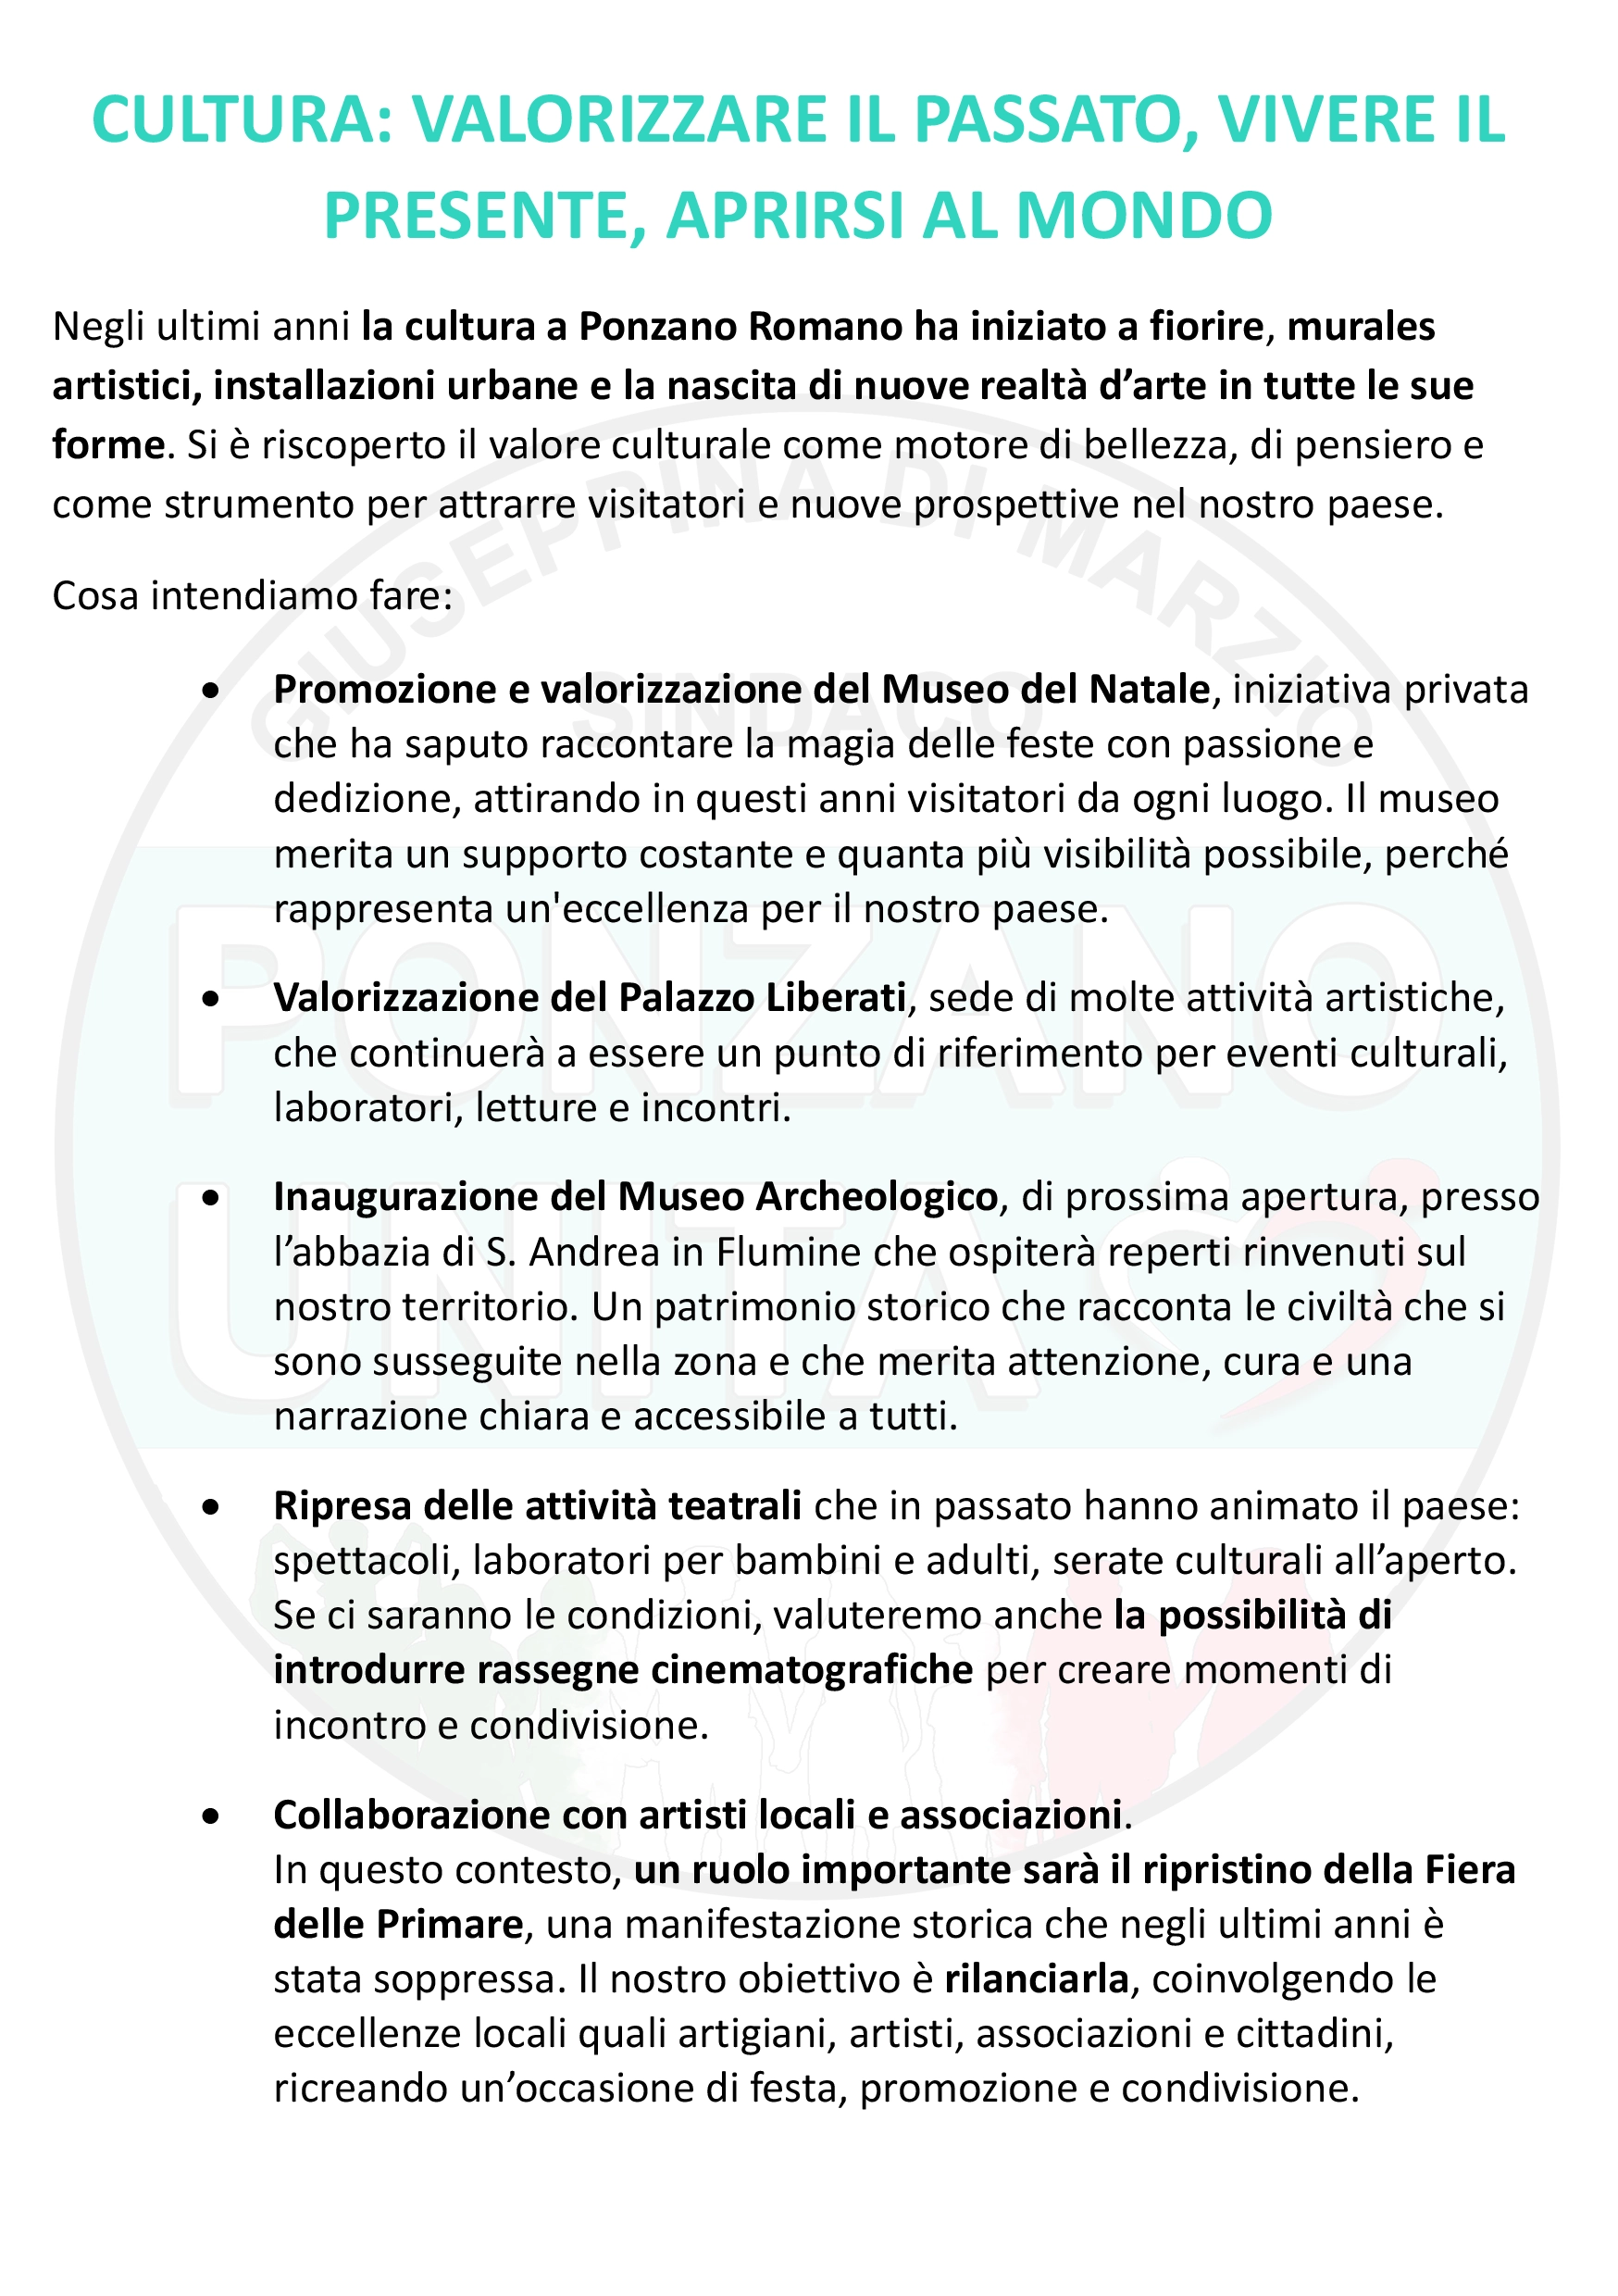 CULTURA: VALORIZZARE IL PASSATO, VIVERE IL
PRESENTE, APRIRSI AL MONDO
Negli ultimi anni la cultura a Ponzano Romano ha iniziato a fiorire, murales
artistici, installazioni urbane e la nascita di nuove realtà d’arte in tutte le sue
forme. Si è riscoperto il valore culturale come motore di bellezza, di pensiero e
come strumento per attrarre visitatori e nuove prospettive nel nostro paese.
Cosa intendiamo fare:
• Promozione e valorizzazione del Museo del Natale, iniziativa privata
che ha saputo raccontare la magia delle feste con passione e
dedizione, attirando in questi anni visitatori da ogni luogo. Il museo
merita un supporto costante e quanta più visibilità possibile, perché
rappresenta un'eccellenza per il nostro paese.
• Valorizzazione del Palazzo Liberati, sede di molte attività artistiche,
che continuerà a essere un punto di riferimento per eventi culturali,
laboratori, letture e incontri.
• Inaugurazione del Museo Archeologico, di prossima apertura, presso
l’abbazia di S. Andrea in Flumine che ospiterà reperti rinvenuti sul
nostro territorio. Un patrimonio storico che racconta le civiltà che si
sono susseguite nella zona e che merita attenzione, cura e una
narrazione chiara e accessibile a tutti.
• Ripresa delle attività teatrali che in passato hanno animato il paese:
spettacoli, laboratori per bambini e adulti, serate culturali all’aperto.
Se ci saranno le condizioni, valuteremo anche la possibilità di
introdurre rassegne cinematografiche per creare momenti di
incontro e condivisione.
• Collaborazione con artisti locali e associazioni.
In questo contesto, un ruolo importante sarà il ripristino della Fiera
delle Primare, una manifestazione storica che negli ultimi anni è
stata soppressa. Il nostro obiettivo è rilanciarla, coinvolgendo le
eccellenze locali quali artigiani, artisti, associazioni e cittadini,
ricreando un’occasione di festa, promozione e condivisione.
GIUSEPPINA DI MARZIO
SINDACO
PONZANO
UNITA